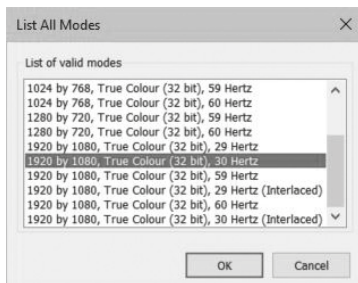 List All Modes
List of valid modes
1024 by 768, True Colour (32 bit), 59 Hertz
1024 by 768, True Colour (32 bit), 60 Hertz
1280 by 720, True Colour (32 bit), 59 Hertz
1280 by 720, True Colour (32 bit), 60 Hertz
1920 by 1080, True Colour (32 bit), 29 Hertz
1920 by 1080, True Colour (32 bit), 30 Hertz
1920 by 1080, True Colour (32 bit), 59 Hertz
1920 by 1080, True Colour (32 bit), 29 Hertz (Interlaced)
1920 by 1080, True Colour (32 bit), 60 Hertz
1920 by 1080, True Colour (32 bit), 30 Hertz (Interlaced)
OK Cancel